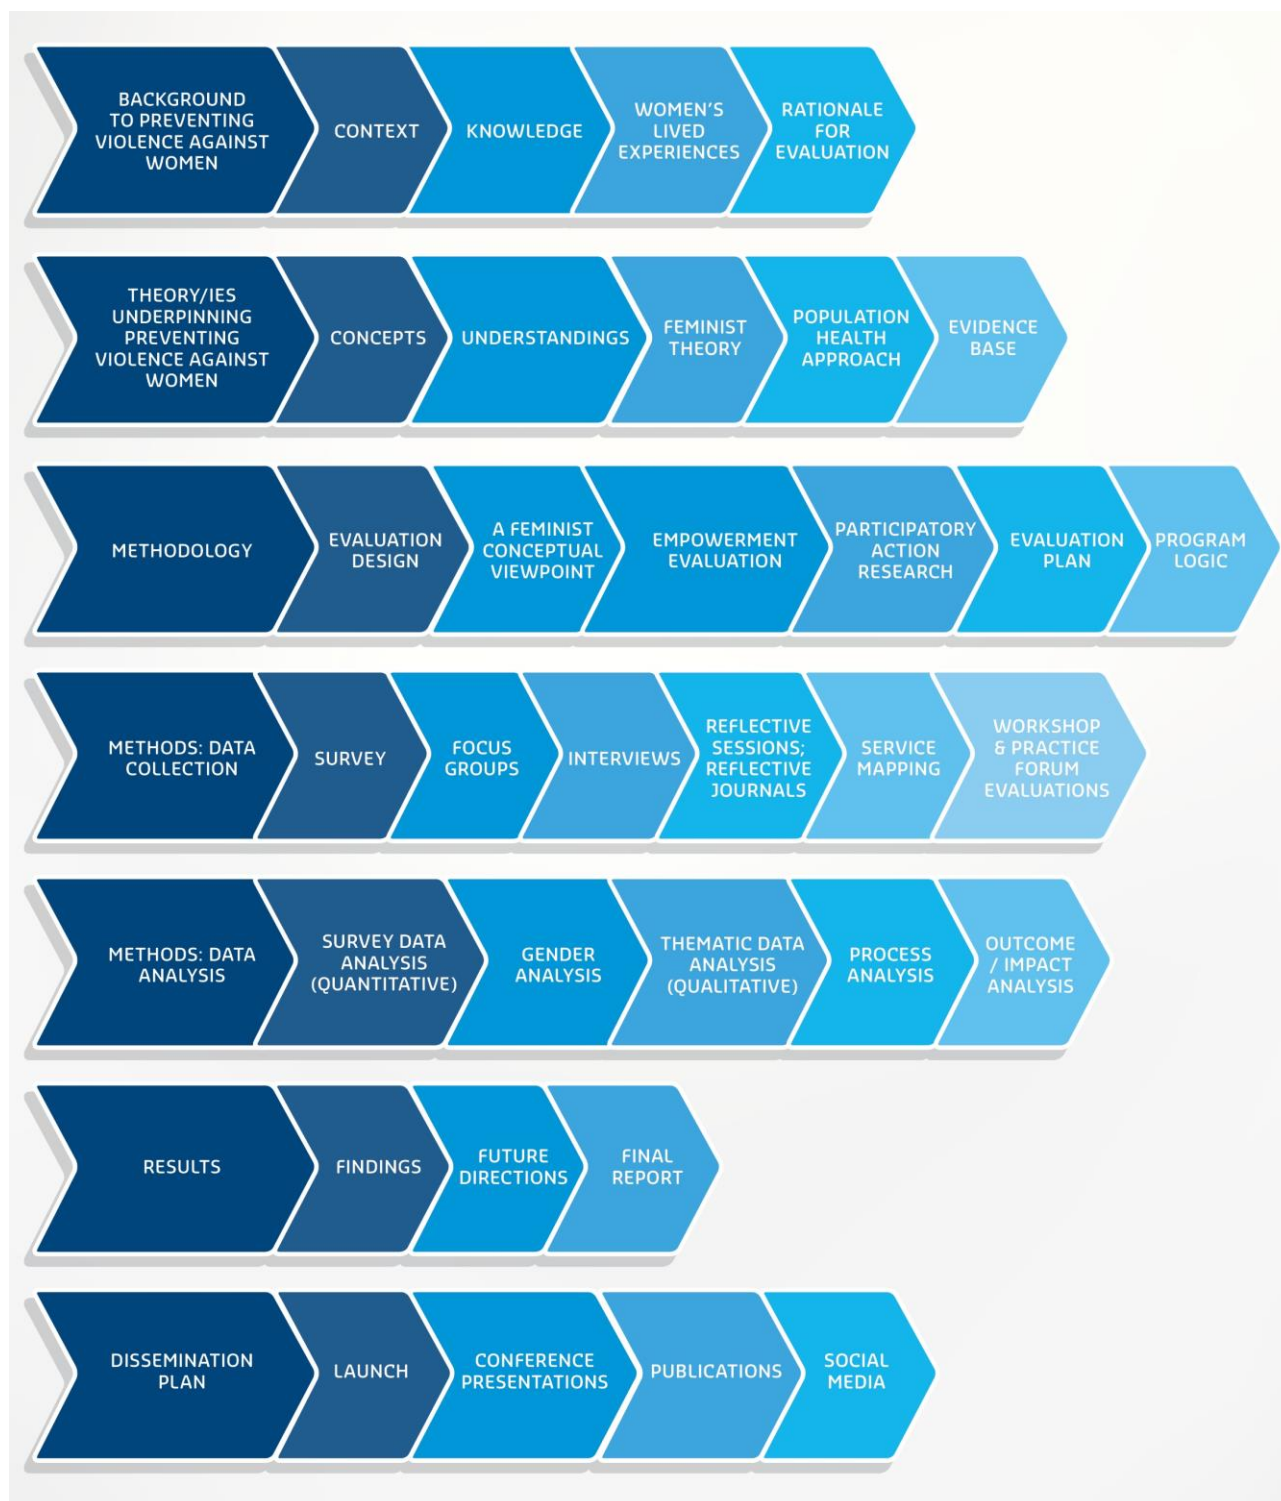 BACKGROUND
TO PREVENTING
VIOLENCE AGAINST
WOMEN
CONTEXT
KNOWLEDGE
WOMEN'S
LIVED
EXPERIENCES
RATIONALE
FOR
EVALUATION
THEORY/IES
UNDERPINNING
PREVENTING
VIOLENCE AGAINST
WOMEN
CONCEPTS
UNDERSTANDINGS
FEMINIST
THEORY
POPULATION
HEALTH
APPROACH
EVIDENCE
BASE
METHODOLOGY
EVALUATION
DESIGN
A FEMINIST
CONCEPTUAL
VIEWPOINT
EMPOWERMENT
EVALUATION
PARTICIPATORY
ACTION
RESEARCH
EVALUATION
PLAN
PROGRAM
LOGIC
METHODS: DATA
COLLECTION
SURVEY
FOCUS
GROUPS
INTERVIEWS
REFLECTIVE
SESSIONS;
REFLECTIVE
JOURNALS
SERVICE
MAPPING
WORKSHOP
& PRACTICE
FORUM
EVALUATIONS
METHODS: DATA
ANALYSIS
SURVEY DATA
ANALYSIS
(QUANTITATIVE)
GENDER
ANALYSIS
THEMATIC DATA
ANALYSIS
(QUALITATIVE)
PROCESS
ANALYSIS
OUTCOME
/ IMPACT
ANALYSIS
RESULTS
FINDINGS
FUTURE
DIRECTIONS
FINAL
REPORT
DISSEMINATION
PLAN
LAUNCH
CONFERENCE
PRESENTATIONS
PUBLICATIONS
SOCIAL
MEDIA